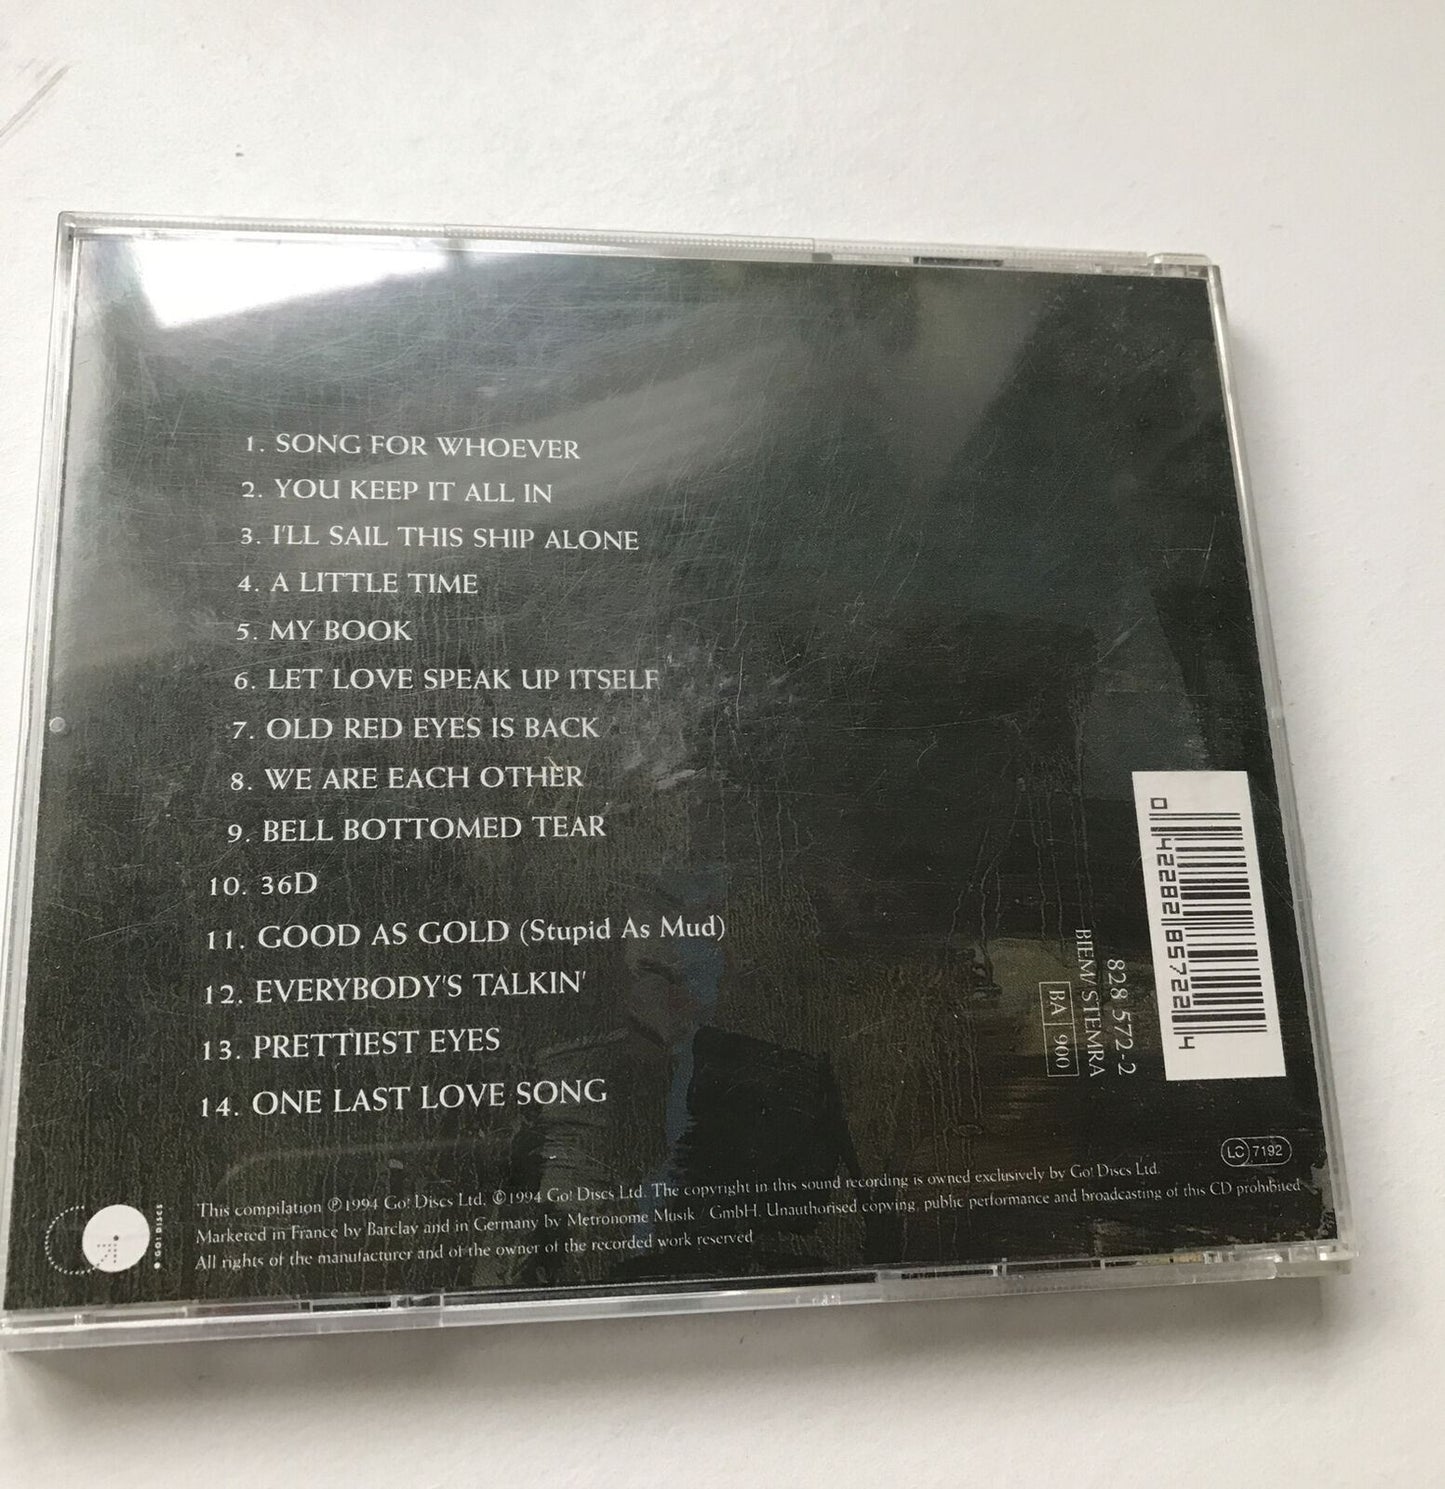 1. SONG FOR WHOEVER
2. YOU KEEP IT ALL IN
3. I'LL SAIL THIS SHIP ALONE
4. A LITTLE TIME
5. MY BOOK
6. LET LOVE SPEAK UP ITSELF
7. OLD RED EYES IS BACK
8. WE ARE EACH OTHER
9. BELL BOTTOMED TEAR
10. 36D
11. GOOD AS GOLD (Stupid As Mud)
12. EVERYBODY'S TALKIN'
13. PRETTIEST EYES
14. ONE LAST LOVE SONG
0 42282 85722 4
828 572-2
BIEM/STEMRA
BA 900
LC 7192
This compilation ℗1994 Go! Discs Ltd. ©1994 Go! Discs Ltd. The copyright in this sound recording is owned exclusively by Go! Discs Ltd.
Marketed in France by Barclay and in Germany by Metronome Musik / GmbH. Unauthorised copying, public performance and broadcasting of this CD prohibited
All rights of the manufacturer and of the owner of the recorded work reserved
GO! DISCS